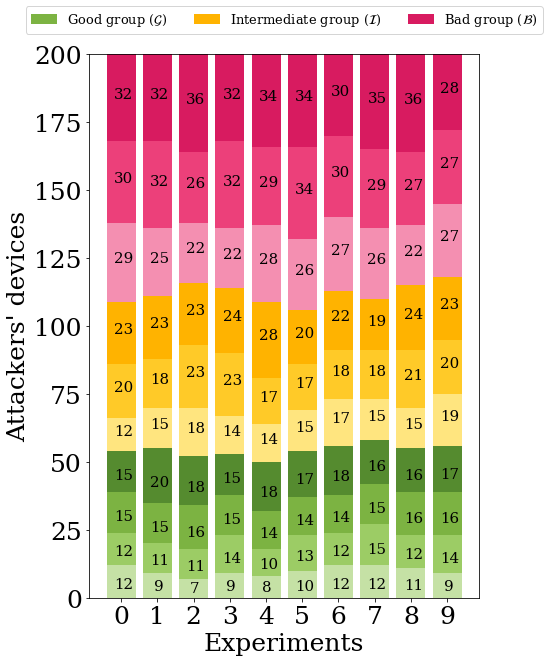 Good group (𝒢) Intermediate group (ℐ) Bad group (ℬ)
200
175
150
125
100
75
50
25
0
Attackers' devices
32 32 36 32 34 34 30 35 36 28
30 32 26 32 29 34 30 29 27 27
29 25 22 22 28 26 27 26 22 27
23 23 23 24 28 20 22 19 24 23
20 18 23 23 17 17 18 18 21 20
12 15 18 14 14 15 17 15 15 19
15 20 18 15 18 17 18 16 16 17
15 15 16 15 14 14 14 15 16 16
12 11 11 14 10 13 12 15 12 14
12 9 7 9 8 10 12 12 11 9
0 1 2 3 4 5 6 7 8 9
Experiments